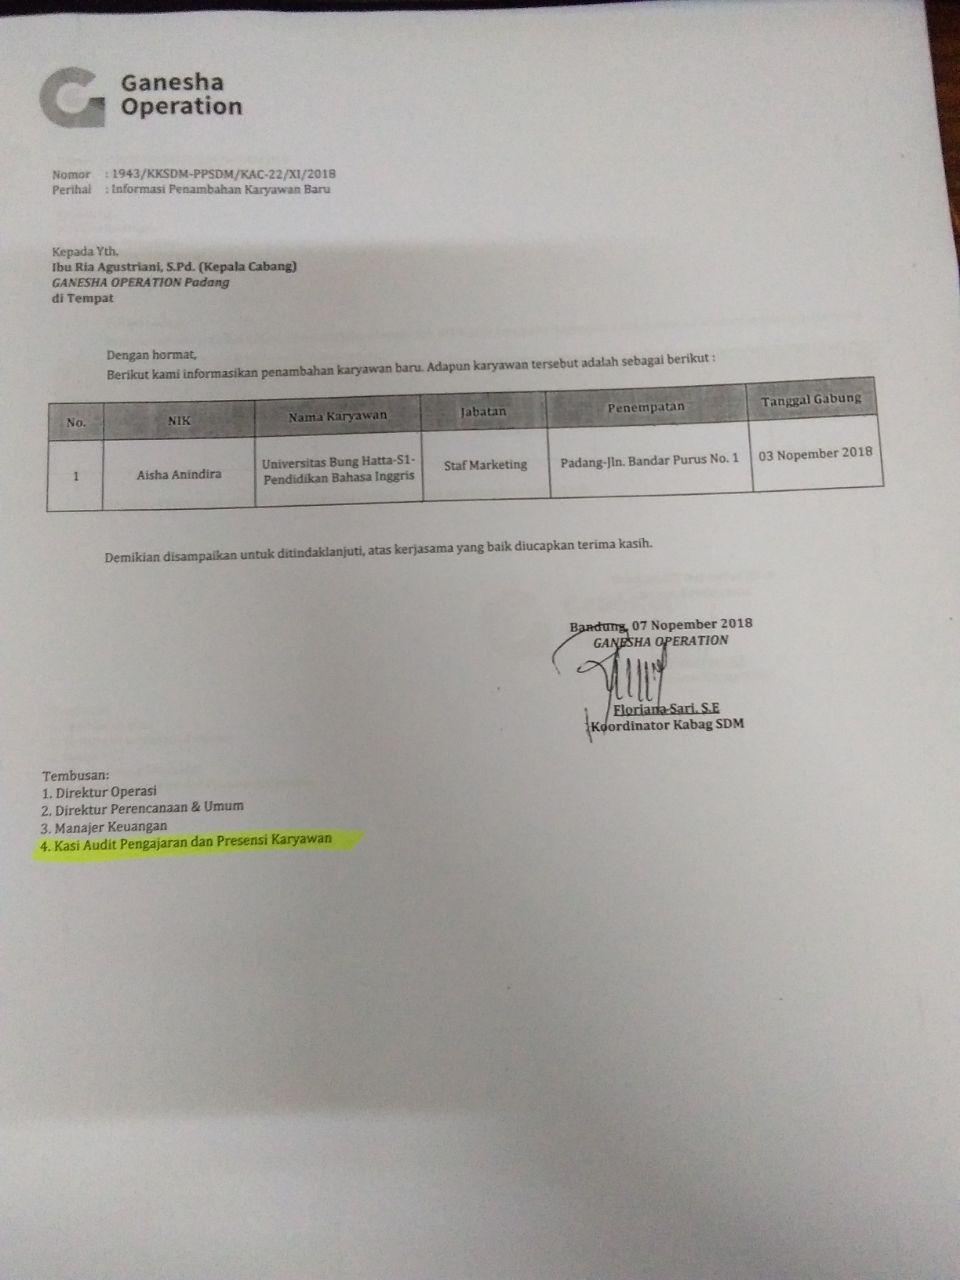 Ganesha
Operation
Nomor : 1943/KKSDM-PPSDM/KAC-22/XI/2018
Perihal : Informasi Penambahan Karyawan Baru
Kepada Yth.
Ibu Ria Agustriani, S.Pd. (Kepala Cabang)
GANESHA OPERATION Padang
di Tempat
Dengan hormat,
Berikut kami informasikan penambahan karyawan baru. Adapun karyawan tersebut adalah sebagai berikut :
No. NIK Nama Karyawan Jabatan Penempatan Tanggal Gabung
1 Aisha Anindira Universitas Bung Hatta-S1- Staf Marketing Padang-Jln. Bandar Purus No. 1 03 Nopember 2018
Pendidikan Bahasa Inggris
Demikian disampaikan untuk ditindaklanjuti, atas kerjasama yang baik diucapkan terima kasih.
Bandung, 07 Nopember 2018
GANESHA OPERATION
Floriana Sari, S.E
Koordinator Kabag SDM
Tembusan:
1. Direktur Operasi
2. Direktur Perencanaan & Umum
3. Manajer Keuangan
4. Kasi Audit Pengajaran dan Presensi Karyawan